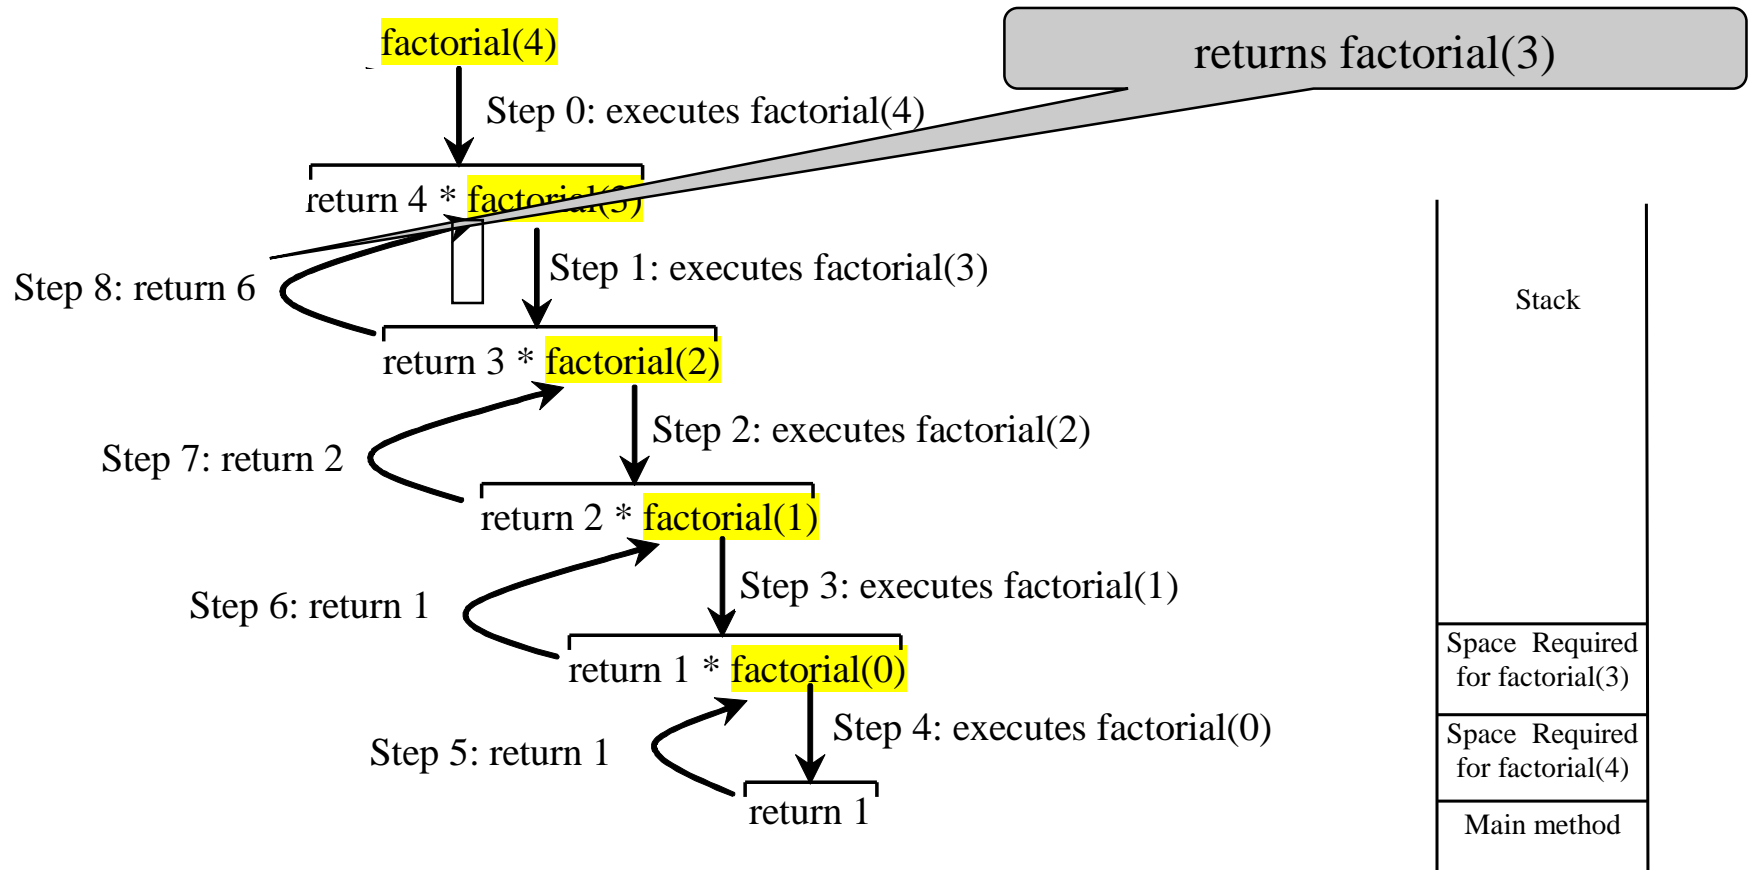 factorial(4)
returns factorial(3)
Step 0: executes factorial(4)
return 4 * factorial(3)
Step 1: executes factorial(3)
Step 8: return 6
return 3 * factorial(2)
Step 2: executes factorial(2)
Step 7: return 2
return 2 * factorial(1)
Step 3: executes factorial(1)
Step 6: return 1
return 1 * factorial(0)
Step 4: executes factorial(0)
Step 5: return 1
return 1
Stack
Space Required
for factorial(3)
Space Required
for factorial(4)
Main method